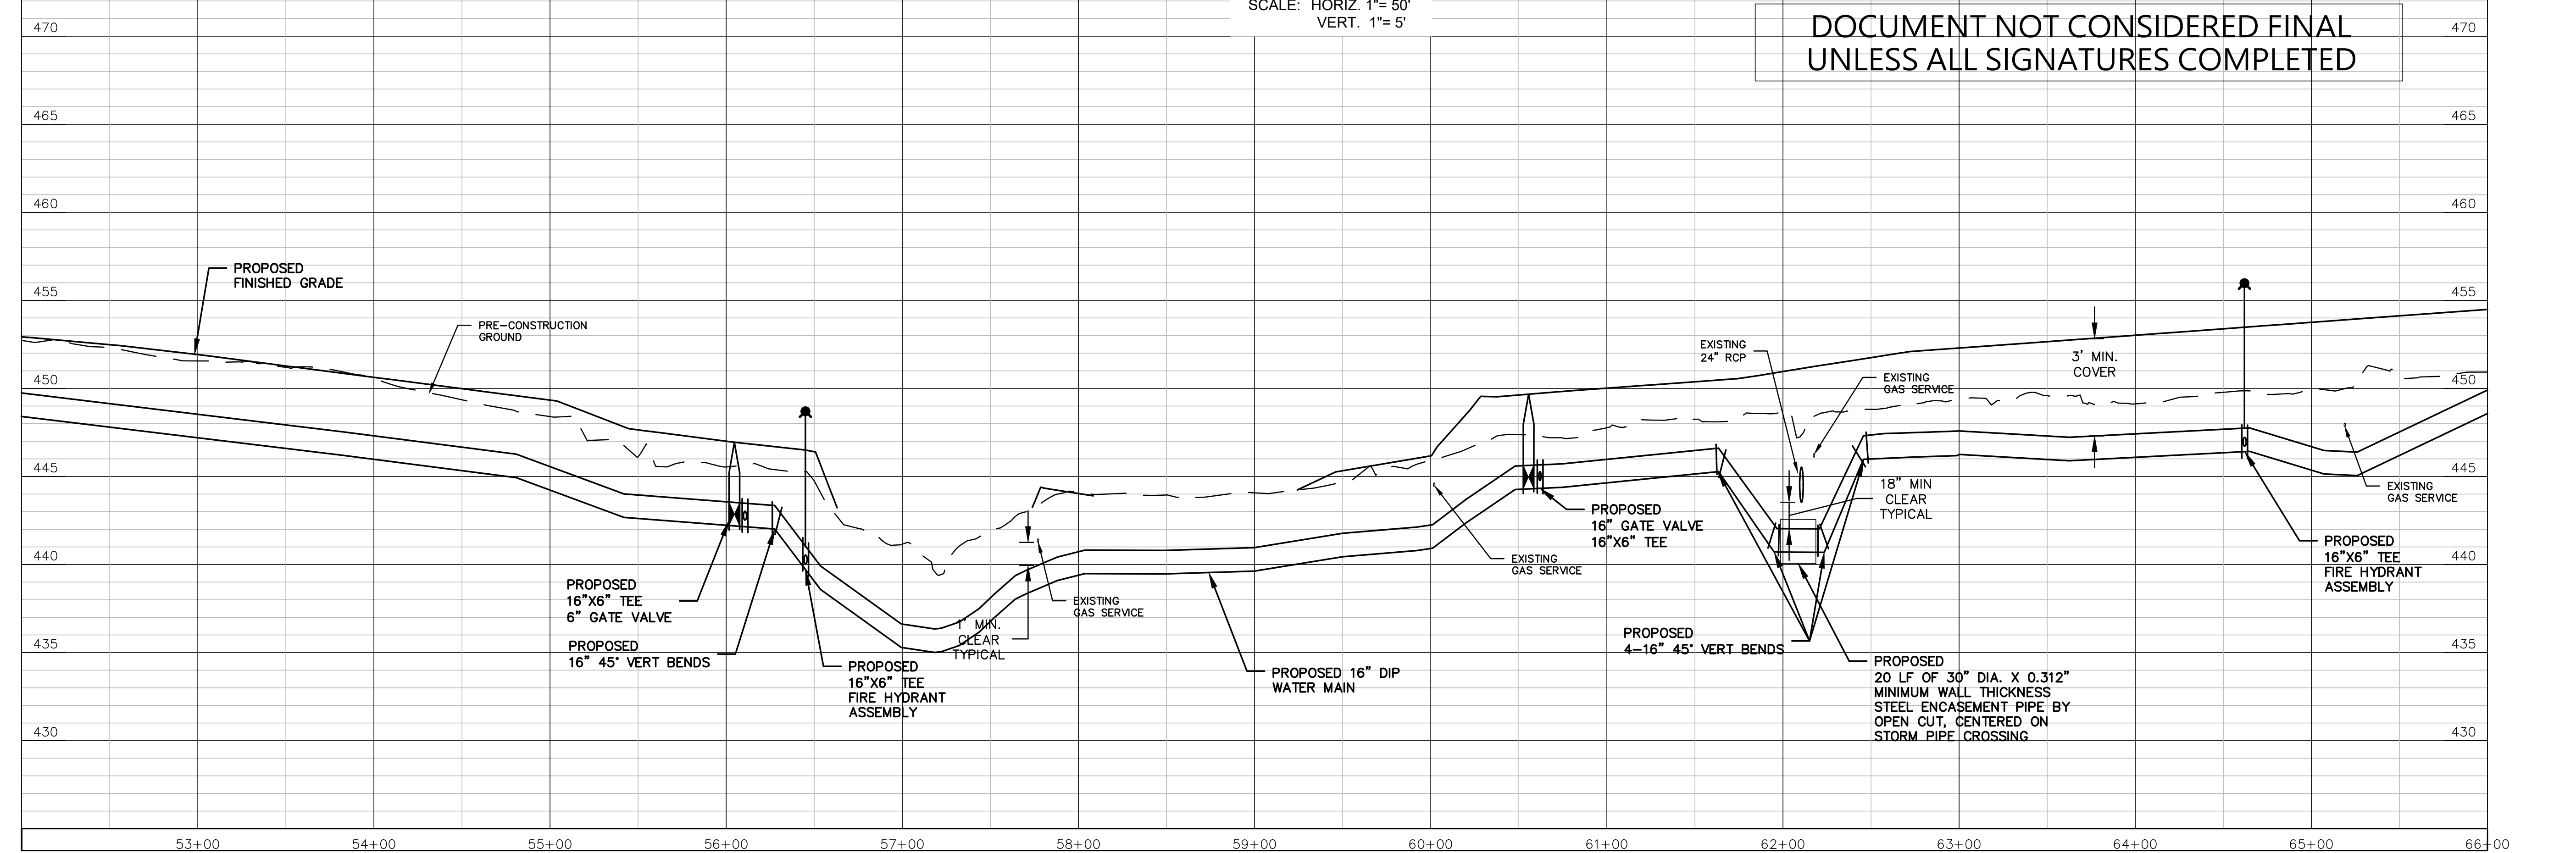 SCALE: HORIZ. 1"= 50'
VERT. 1"= 5'
DOCUMENT NOT CONSIDERED FINAL
UNLESS ALL SIGNATURES COMPLETED
470
470
465
465
460
460
455
455
450
450
445
445
440
440
435
435
430
430
PROPOSED
FINISHED GRADE
PRE-CONSTRUCTION
GROUND
PROPOSED
16"X6" TEE
6" GATE VALVE
PROPOSED
16" 45° VERT BENDS
PROPOSED
16"X6" TEE
FIRE HYDRANT
ASSEMBLY
1' MIN.
CLEAR
TYPICAL
EXISTING
GAS SERVICE
PROPOSED 16" DIP
WATER MAIN
EXISTING
GAS SERVICE
PROPOSED
16" GATE VALVE
16"X6" TEE
EXISTING
24" RCP
EXISTING
GAS SERVICE
18" MIN
CLEAR
TYPICAL
PROPOSED
4-16" 45° VERT BENDS
PROPOSED
20 LF OF 30" DIA. X 0.312"
MINIMUM WALL THICKNESS
STEEL ENCASEMENT PIPE BY
OPEN CUT, CENTERED ON
STORM PIPE CROSSING
3' MIN.
COVER
PROPOSED
16"X6" TEE
FIRE HYDRANT
ASSEMBLY
EXISTING
GAS SERVICE
53+00
54+00
55+00
56+00
57+00
58+00
59+00
60+00
61+00
62+00
63+00
64+00
65+00
66+00